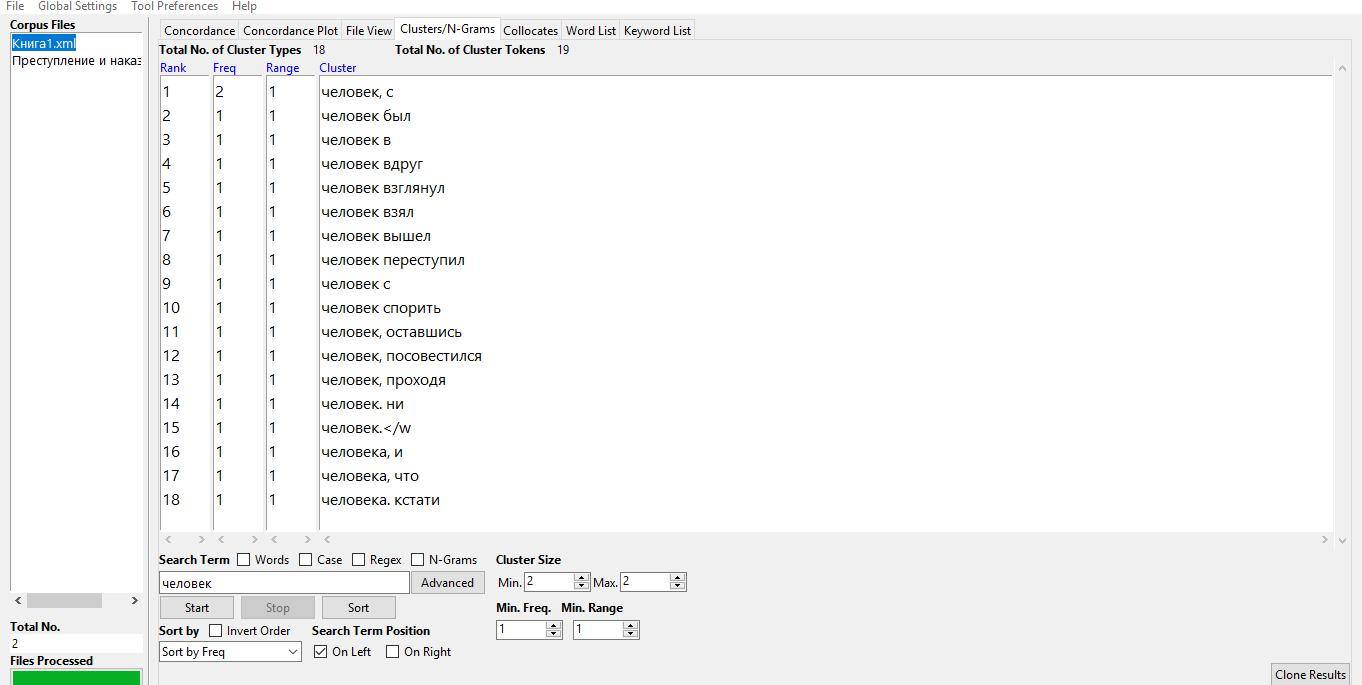 File Global Settings Tool Preferences Help
Corpus Files
Книга1.xml
Преступление и наказ
Total No.
2
Files Processed
Concordance Concordance Plot File View Clusters/N-Grams Collocates Word List Keyword List
Total No. of Cluster Types 18 Total No. of Cluster Tokens 19
Rank Freq Range Cluster
1 2 1 человек, с
2 1 1 человек был
3 1 1 человек в
4 1 1 человек вдруг
5 1 1 человек взглянул
6 1 1 человек взял
7 1 1 человек вышел
8 1 1 человек переступил
9 1 1 человек с
10 1 1 человек спорить
11 1 1 человек, оставшись
12 1 1 человек, посовестился
13 1 1 человек, проходя
14 1 1 человек. ни
15 1 1 человек.</w
16 1 1 человека, и
17 1 1 человека, что
18 1 1 человека. кстати
Search Term Words Case Regex N-Grams Cluster Size
человек Advanced Min. 2 Max. 2
Start Stop Sort Min. Freq. Min. Range
1 1
Sort by Invert Order Search Term Position
Sort by Freq On Left On Right
Clone Results